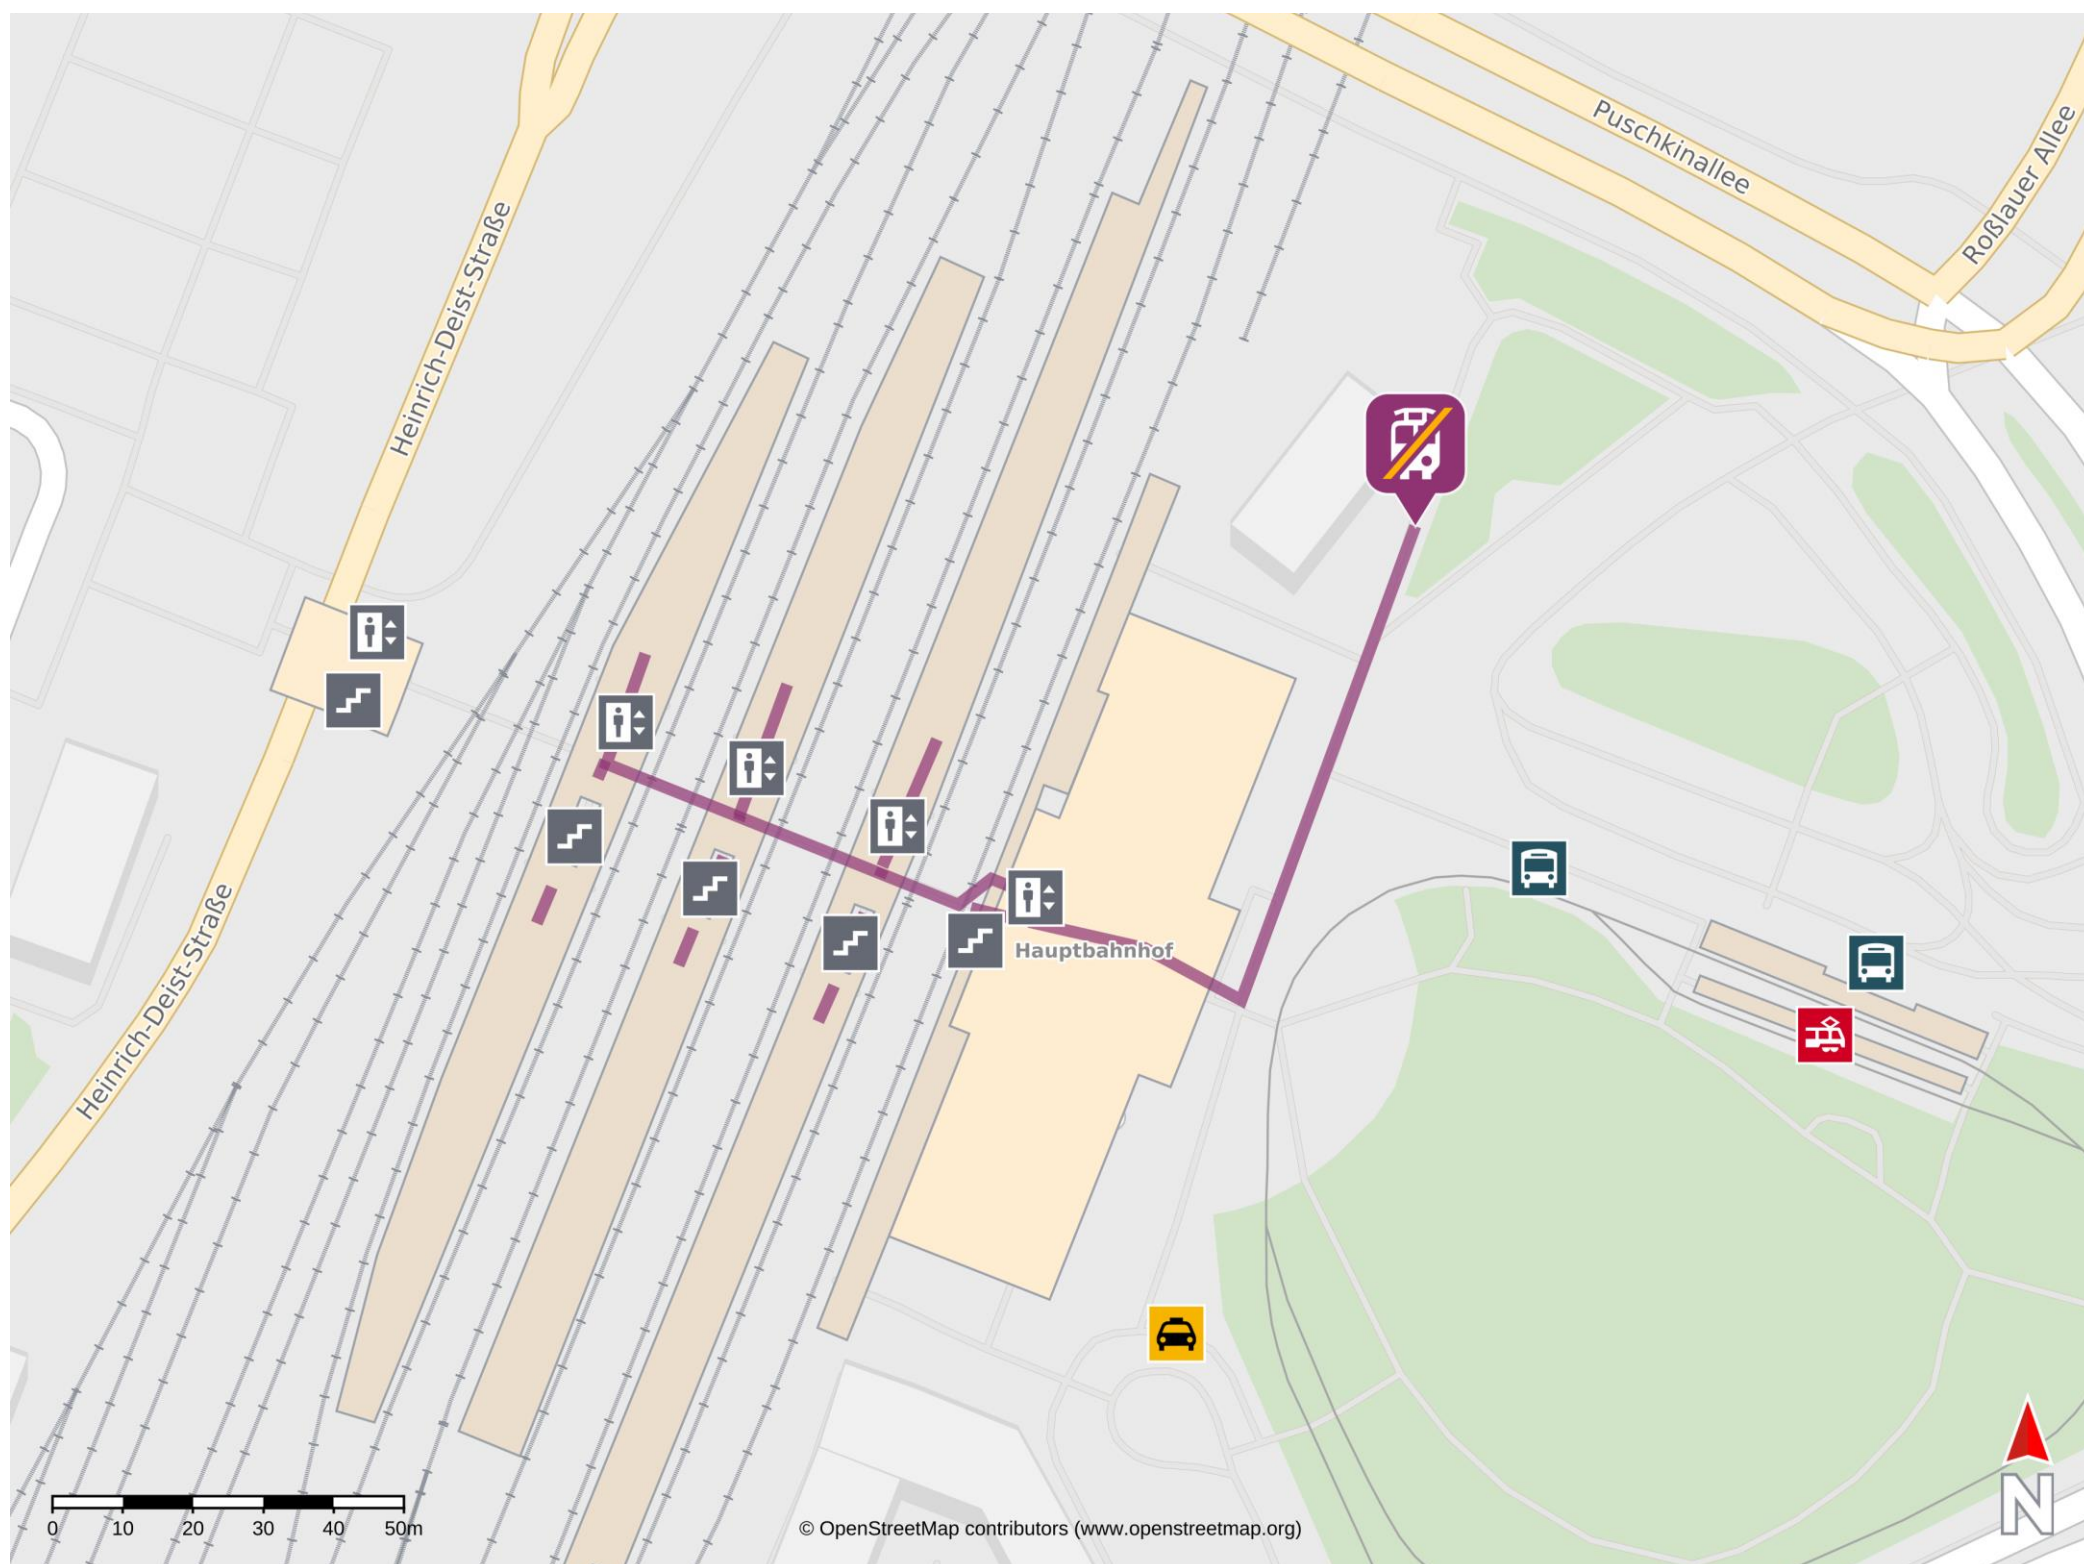 Puschkinallee
Roßlauer Allee
Heinrich-Deist-Straße
Heinrich-Deist-Straße
Hauptbahnhof
0 10 20 30 40 50m
© OpenStreetMap contributors (www.openstreetmap.org)
N